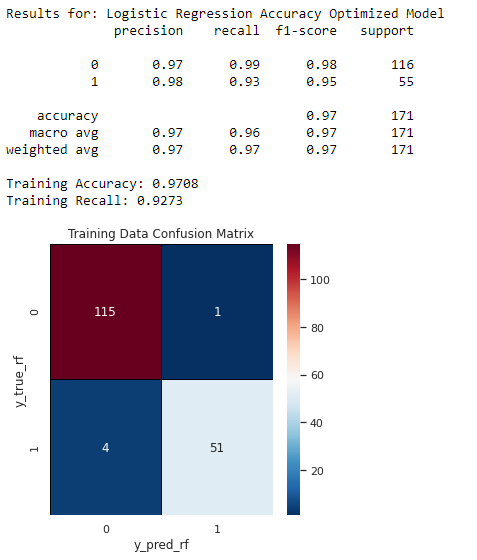 Results for: Logistic Regression Accuracy Optimized Model
precision recall f1-score support
0 0.97 0.99 0.98 116
1 0.98 0.93 0.95 55
accuracy 0.97 171
macro avg 0.97 0.96 0.97 171
weighted avg 0.97 0.97 0.97 171
Training Accuracy: 0.9708
Training Recall: 0.9273
Training Data Confusion Matrix
100
80
60
40
20
0
115 1
1
4 51
y_true_rf
0 1
y_pred_rf